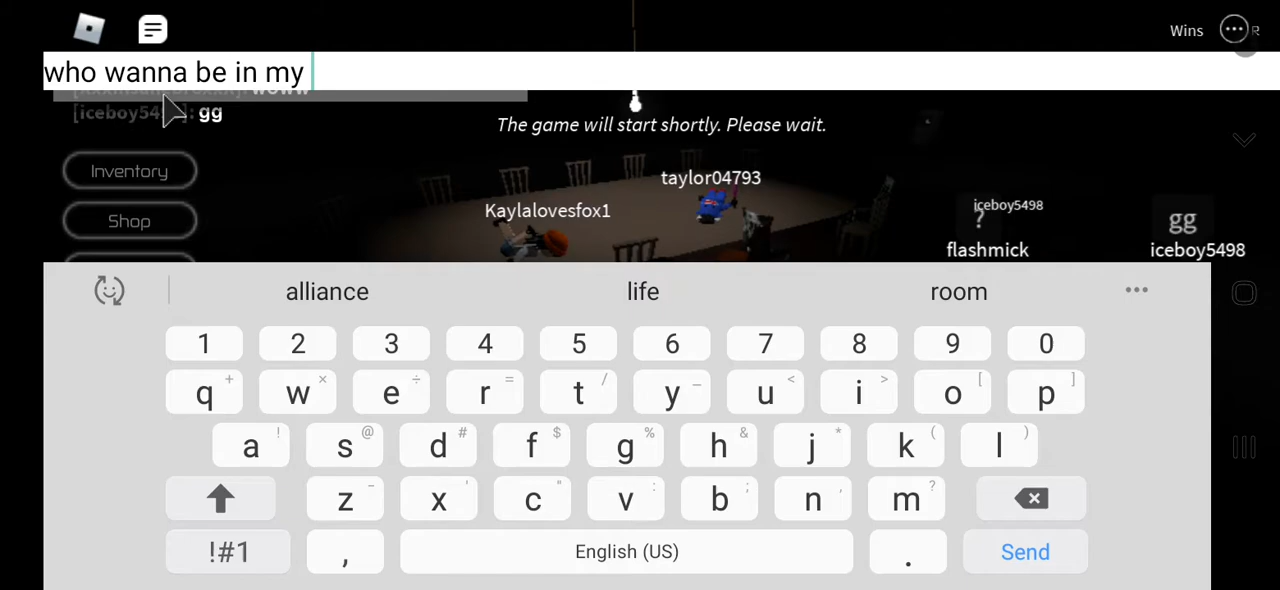 Wins
who wanna be in my
[iceboy54 : gg
The game will start shortly. Please wait.
Inventory
taylor04793
Kaylalovesfox1
Shop
iceboy5498
?
gg
flashmick
iceboy5498
alliance life room
1 2 3 4 5 6 7 8 9 0
q + w × e ÷ r = t / y _ u < i > o [ p ]
a ! s @ d # f $ g % h & j * k ( l )
z - x ' c " v : b ; n , m ?
!#1 , English (US) . Send